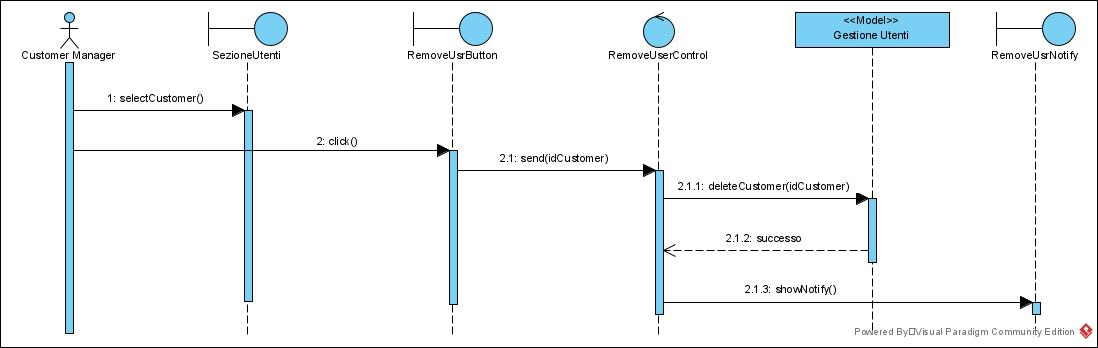 <<Model>>
Gestione Utenti
Customer Manager
SezioneUtenti
RemoveUsrButton
RemoveUserControl
RemoveUsrNotify
1: selectCustomer()
2: click()
2.1: send(idCustomer)
2.1.1: deleteCustomer(idCustomer)
2.1.2: successo
2.1.3: showNotify()
Powered By□Visual Paradigm Community Edition